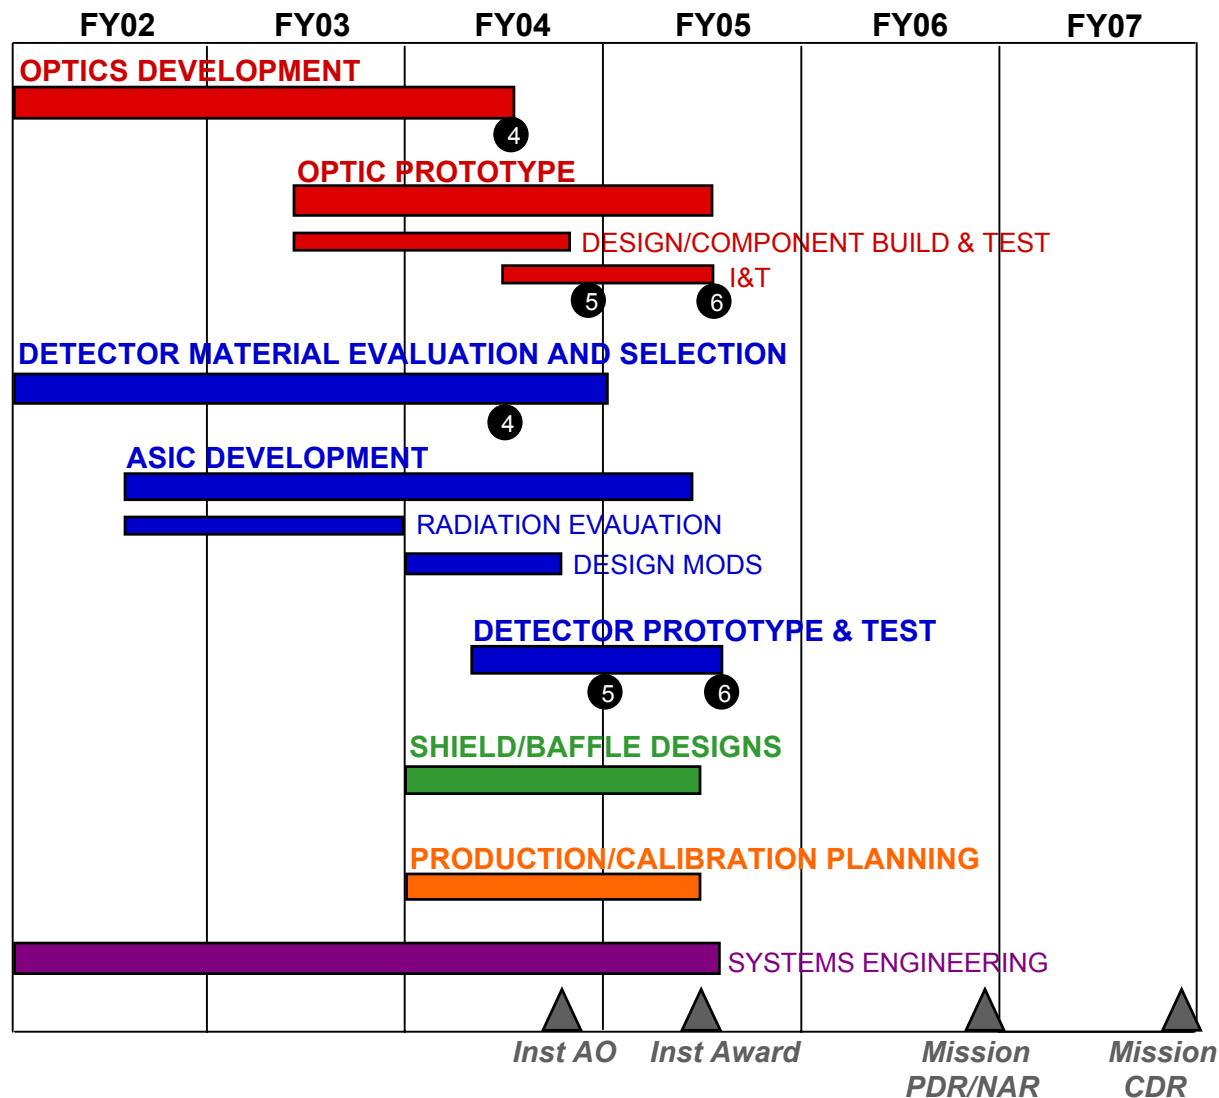 FY02 FY03 FY04 FY05 FY06 FY07
OPTICS DEVELOPMENT
4
OPTIC PROTOTYPE
DESIGN/COMPONENT BUILD & TEST
I&T
5 6
DETECTOR MATERIAL EVALUATION AND SELECTION
4
ASIC DEVELOPMENT
RADIATION EVAUATION
DESIGN MODS
DETECTOR PROTOTYPE & TEST
5 6
SHIELD/BAFFLE DESIGNS
PRODUCTION/CALIBRATION PLANNING
SYSTEMS ENGINEERING
Inst AO Inst Award Mission Mission
PDR/NAR CDR